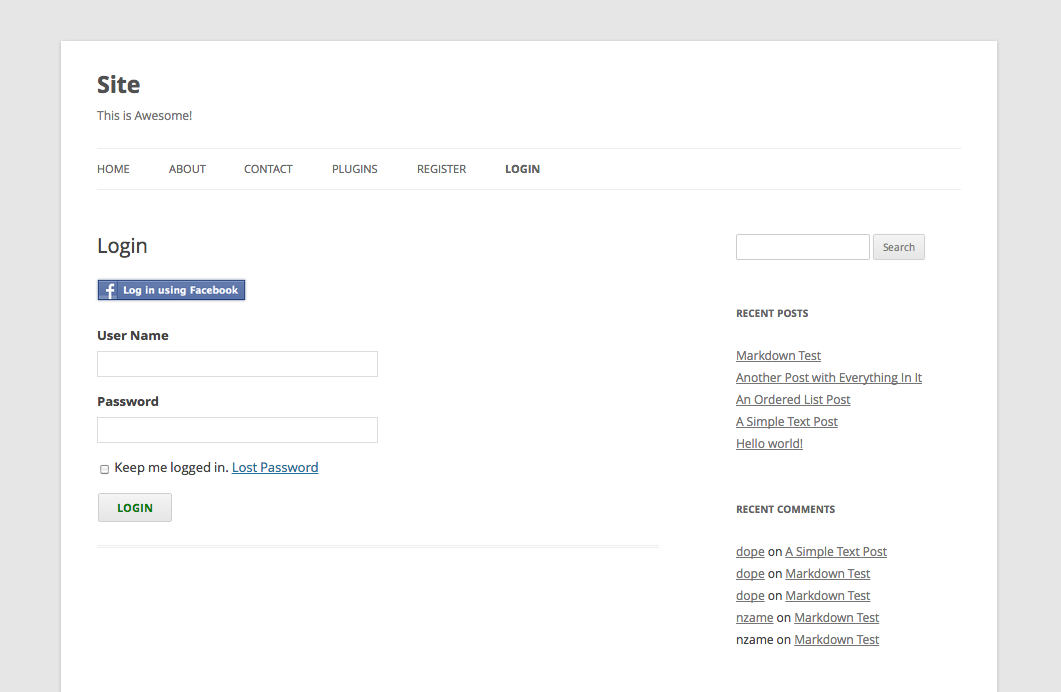 Site
This is Awesome!
HOME ABOUT CONTACT PLUGINS REGISTER LOGIN
Login
f Log in using Facebook
User Name
Password
Keep me logged in. Lost Password
LOGIN
Search
RECENT POSTS
Markdown Test
Another Post with Everything In It
An Ordered List Post
A Simple Text Post
Hello world!
RECENT COMMENTS
dope on A Simple Text Post
dope on Markdown Test
dope on Markdown Test
nzame on Markdown Test
nzame on Markdown Test